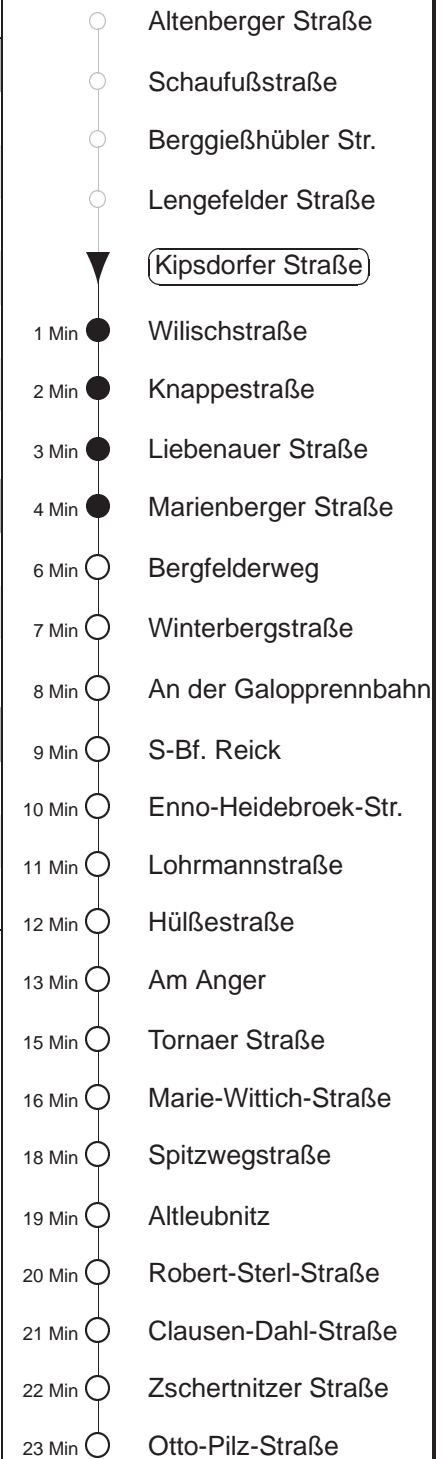 Altenberger Straße
Schaufußstraße
Berggießhübler Str.
Lengefelder Straße
Kipsdorfer Straße
1 Min Wilischstraße
2 Min Knappestraße
3 Min Liebenauer Straße
4 Min Marienberger Straße
6 Min Bergfelderweg
7 Min Winterbergstraße
8 Min An der Galopprennbahn
9 Min S-Bf. Reick
10 Min Enno-Heidebroek-Str.
11 Min Lohrmannstraße
12 Min Hülßestraße
13 Min Am Anger
15 Min Tornaer Straße
16 Min Marie-Wittich-Straße
18 Min Spitzwegstraße
19 Min Altleubnitz
20 Min Robert-Sterl-Straße
21 Min Clausen-Dahl-Straße
22 Min Zschertnitzer Straße
23 Min Otto-Pilz-Straße